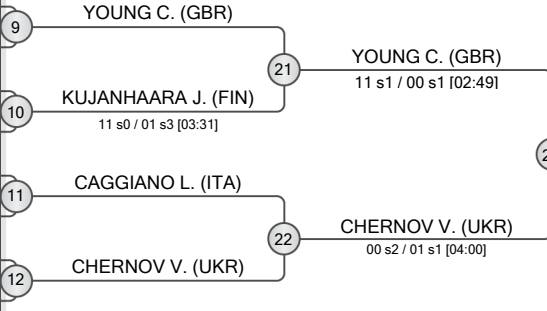 YOUNG C. (GBR)
9
YOUNG C. (GBR)
21
11 s1 / 00 s1 [02:49]
KUJANHAARA J. (FIN)
10
11 s0 / 01 s3 [03:31]
CAGGIANO L. (ITA)
11
CHERNOV V. (UKR)
22
00 s2 / 01 s1 [04:00]
CHERNOV V. (UKR)
12